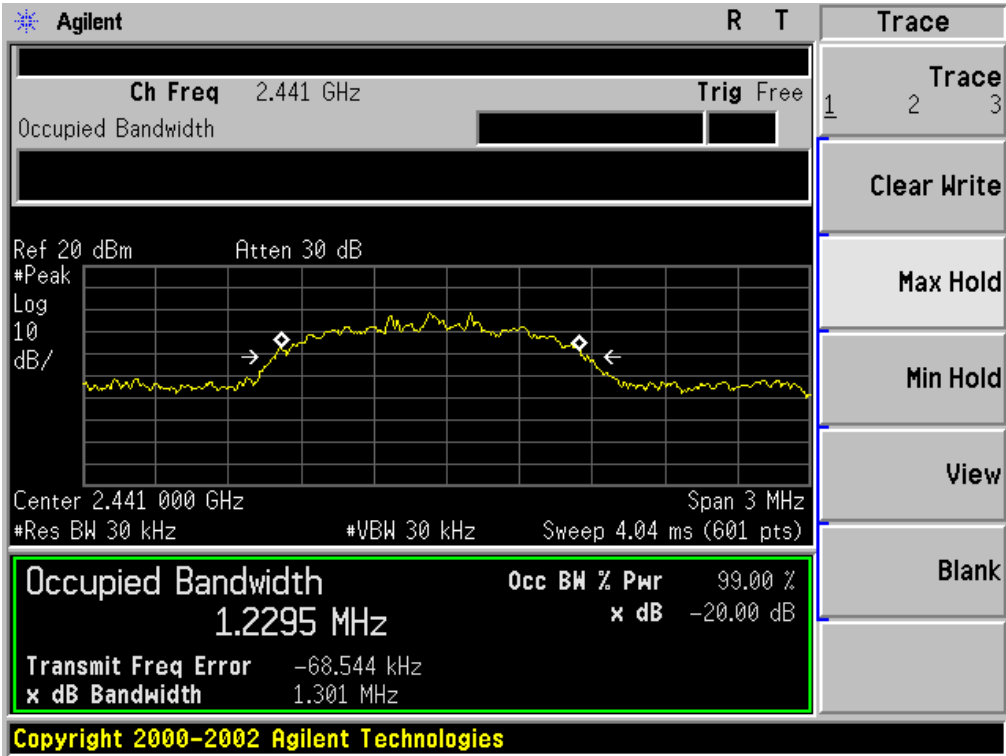 Agilent R T Trace
Ch Freq 2.441 GHz Trig Free
Occupied Bandwidth
Trace
1 2 3
Clear Write
Max Hold
Min Hold
View
Blank
Ref 20 dBm Atten 30 dB
#Peak
Log
10
dB/
Center 2.441 000 GHz Span 3 MHz
#Res BW 30 kHz #VBW 30 kHz Sweep 4.04 ms (601 pts)
Occupied Bandwidth
1.2295 MHz
Occ BW % Pwr 99.00 %
x dB -20.00 dB
Transmit Freq Error -68.544 kHz
x dB Bandwidth 1.301 MHz
Copyright 2000-2002 Agilent Technologies